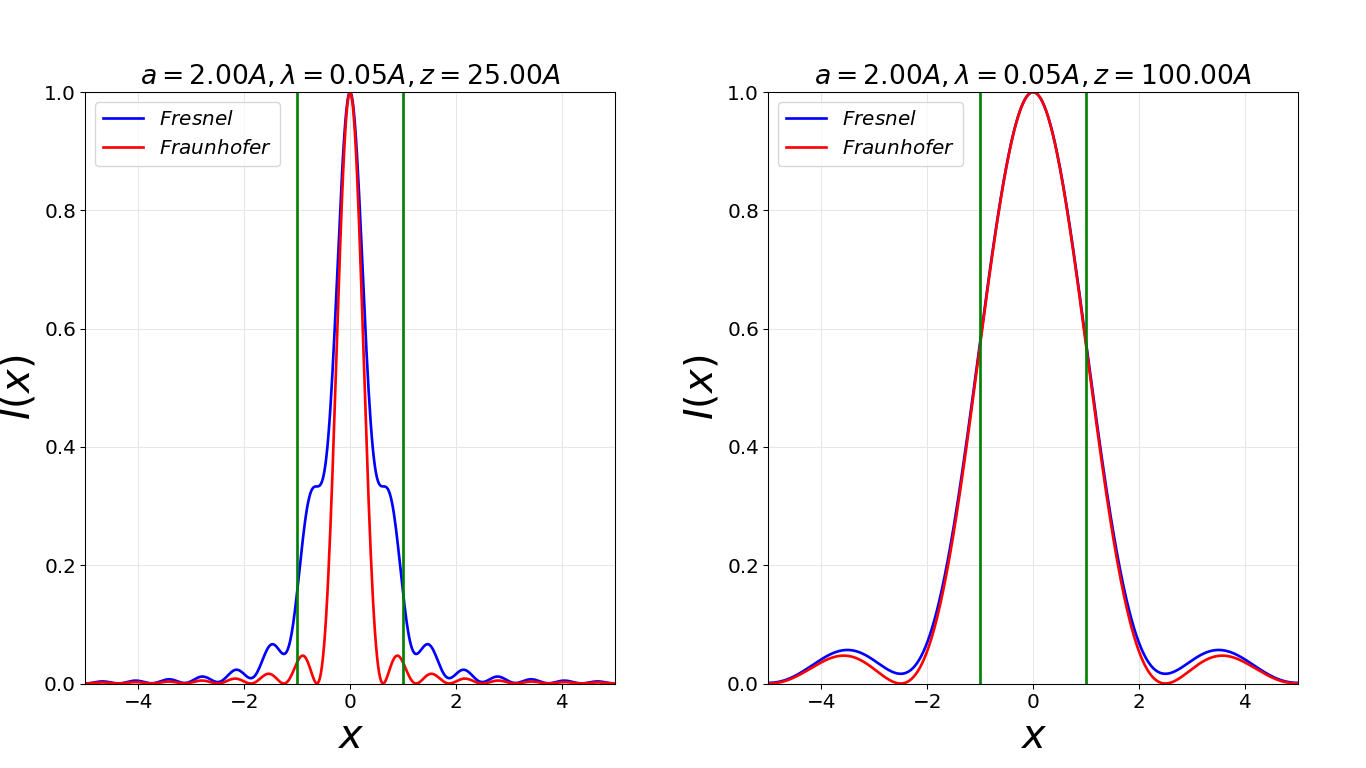 a = 2.00A, λ = 0.05A, z = 25.00A
1.0
0.8
0.6
0.4
0.2
0.0
−4
−2
0
2
4
I(x)
x
Fresnel
Fraunhofer
a = 2.00A, λ = 0.05A, z = 100.00A
1.0
0.8
0.6
0.4
0.2
0.0
−4
−2
0
2
4
I(x)
x
Fresnel
Fraunhofer